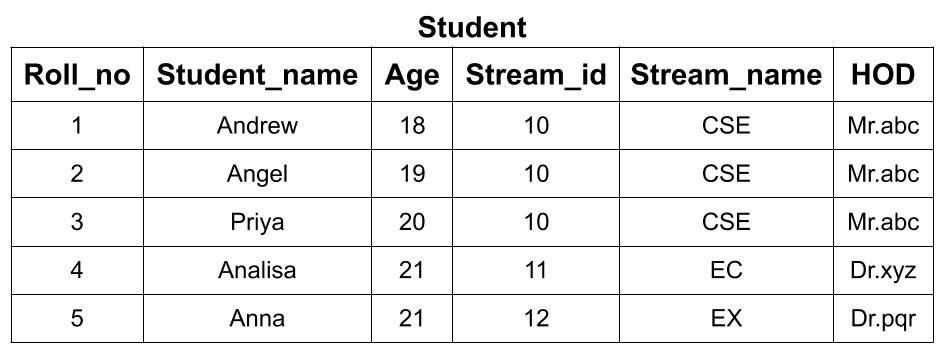 Student
Roll_no Student_name Age Stream_id Stream_name HOD
1 Andrew 18 10 CSE Mr.abc
2 Angel 19 10 CSE Mr.abc
3 Priya 20 10 CSE Mr.abc
4 Analisa 21 11 EC Dr.xyz
5 Anna 21 12 EX Dr.pqr